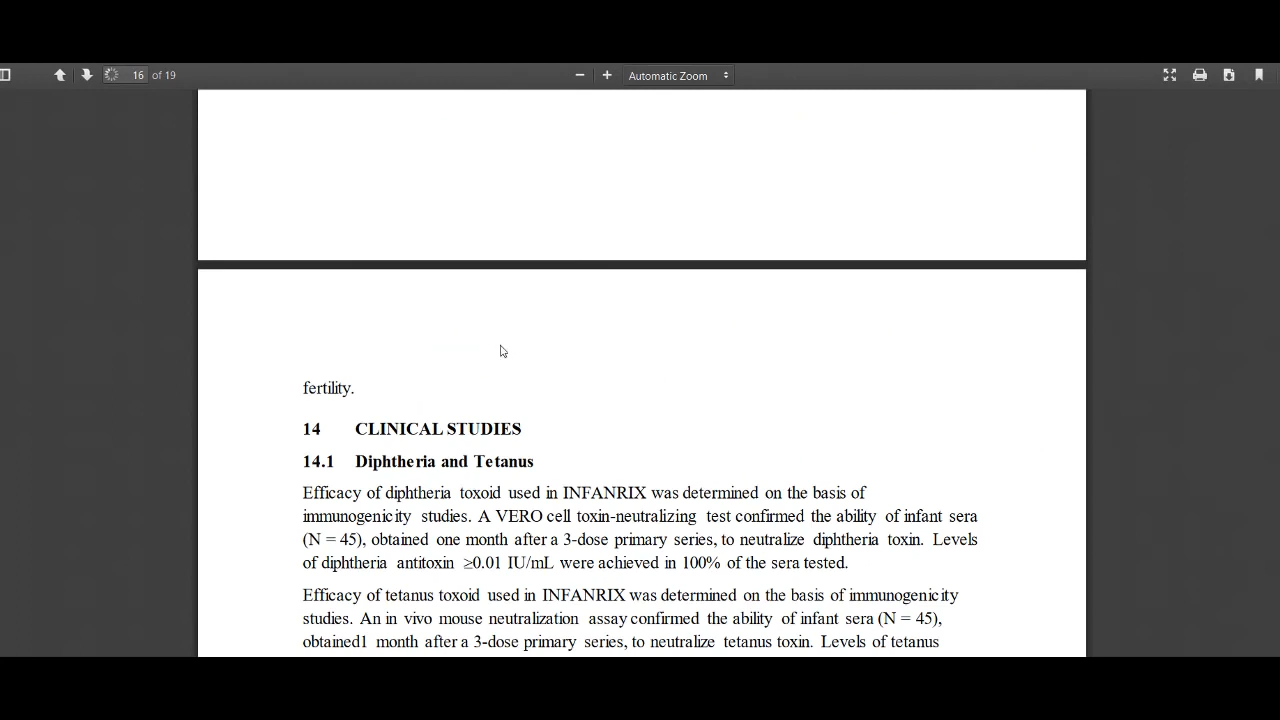 16 of 19
Automatic Zoom
fertility.
14 CLINICAL STUDIES
14.1 Diphtheria and Tetanus
Efficacy of diphtheria toxoid used in INFANRIX was determined on the basis of
immunogenicity studies. A VERO cell toxin-neutralizing test confirmed the ability of infant sera
(N = 45), obtained one month after a 3-dose primary series, to neutralize diphtheria toxin. Levels
of diphtheria antitoxin ≥0.01 IU/mL were achieved in 100% of the sera tested.
Efficacy of tetanus toxoid used in INFANRIX was determined on the basis of immunogenicity
studies. An in vivo mouse neutralization assay confirmed the ability of infant sera (N = 45),
obtained1 month after a 3-dose primary series, to neutralize tetanus toxin. Levels of tetanus